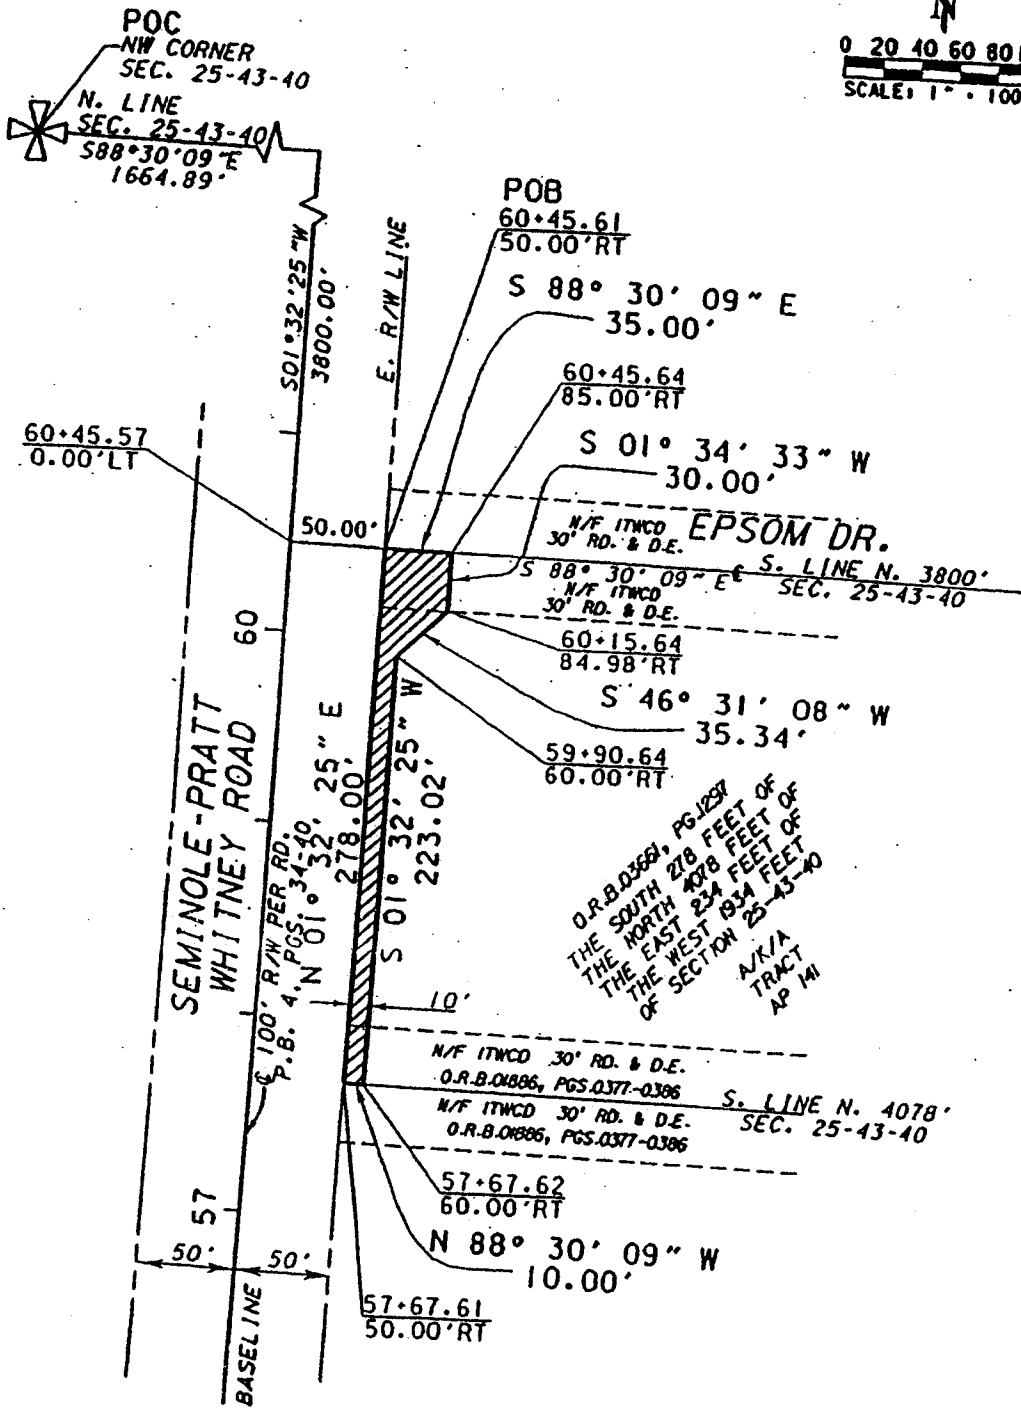 POC
NW CORNER
SEC. 25-43-40
N. LINE
SEC. 25-43-40
S88°30'09"E
1664.89'
N
0 20 40 60 80
SCALE: 1" = 100
S01°32'25"W
3800.00'
E. R/W LINE
POB
60+45.61
50.00'RT
S 88° 30' 09" E
35.00'
60+45.64
85.00'RT
60+45.57
0.00'LT
S 01° 34' 33" W
30.00'
50.00'
N/F ITWCD
30' RD. & D.E.
EPSOM DR.
S 88° 30' 09" E
℄ S. LINE N. 3800'
SEC. 25-43-40
N/F ITWCD
30' RD. & D.E.
60
60+15.64
84.98'RT
S 46° 31' 08" W
35.34'
59+90.64
60.00'RT
SEMINOLE-PRATT
WHITNEY ROAD
℄ 100' R/W PER RD.
P.B. 4, PGS. 34-40
N 01° 32' 25" E
278.00'
S 01° 32' 25" W
223.02'
O.R.B.03661, PG.1297
THE SOUTH 278 FEET OF
THE NORTH 4078 FEET OF
THE EAST 234 FEET OF
THE WEST 1934 FEET
OF SECTION 25-43-40
A/K/A
TRACT
AP 141
10'
N/F ITWCD 30' RD. & D.E.
O.R.B.01886, PGS.0377-0386
S. LINE N. 4078'
SEC. 25-43-40
N/F ITWCD 30' RD. & D.E.
O.R.B.01886, PGS.0377-0386
57
57+67.62
60.00'RT
N 88° 30' 09" W
10.00'
50'
50'
57+67.61
50.00'RT
BASELINE